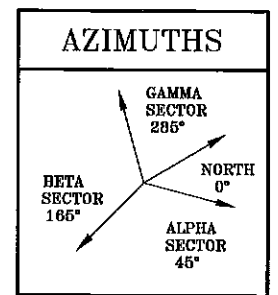 AZIMUTHS
GAMMA
SECTOR
285°
NORTH
0°
BETA
SECTOR
165°
ALPHA
SECTOR
45°